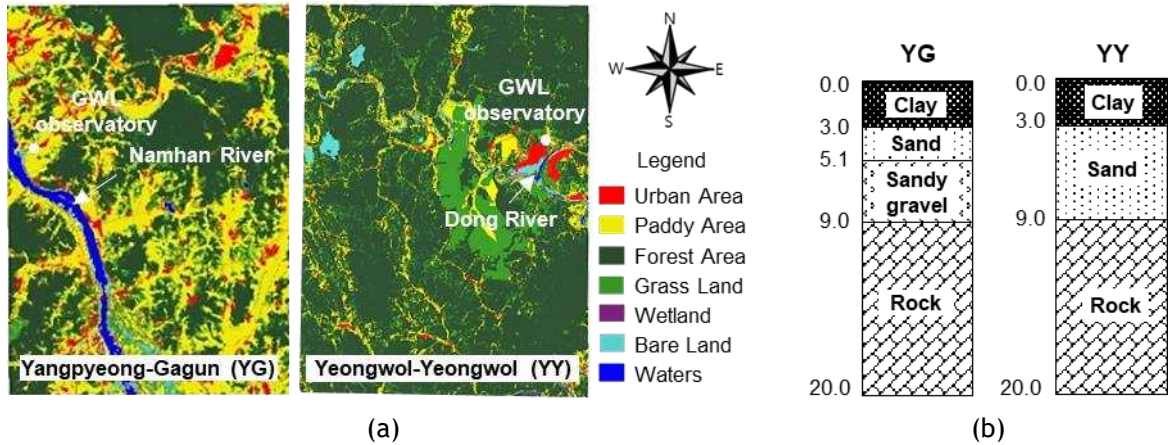 GWL
observatory
Namhan River
Yangpyeong-Gagun (YG)
GWL
observatory
Dong River
Yeongwol-Yeongwol (YY)
N
W
E
S
Legend
Urban Area
Paddy Area
Forest Area
Grass Land
Wetland
Bare Land
Waters
(a)
YG
0.0
Clay
3.0
Sand
5.1
Sandy
gravel
9.0
Rock
20.0
YY
0.0
Clay
3.0
Sand
9.0
Rock
20.0
(b)